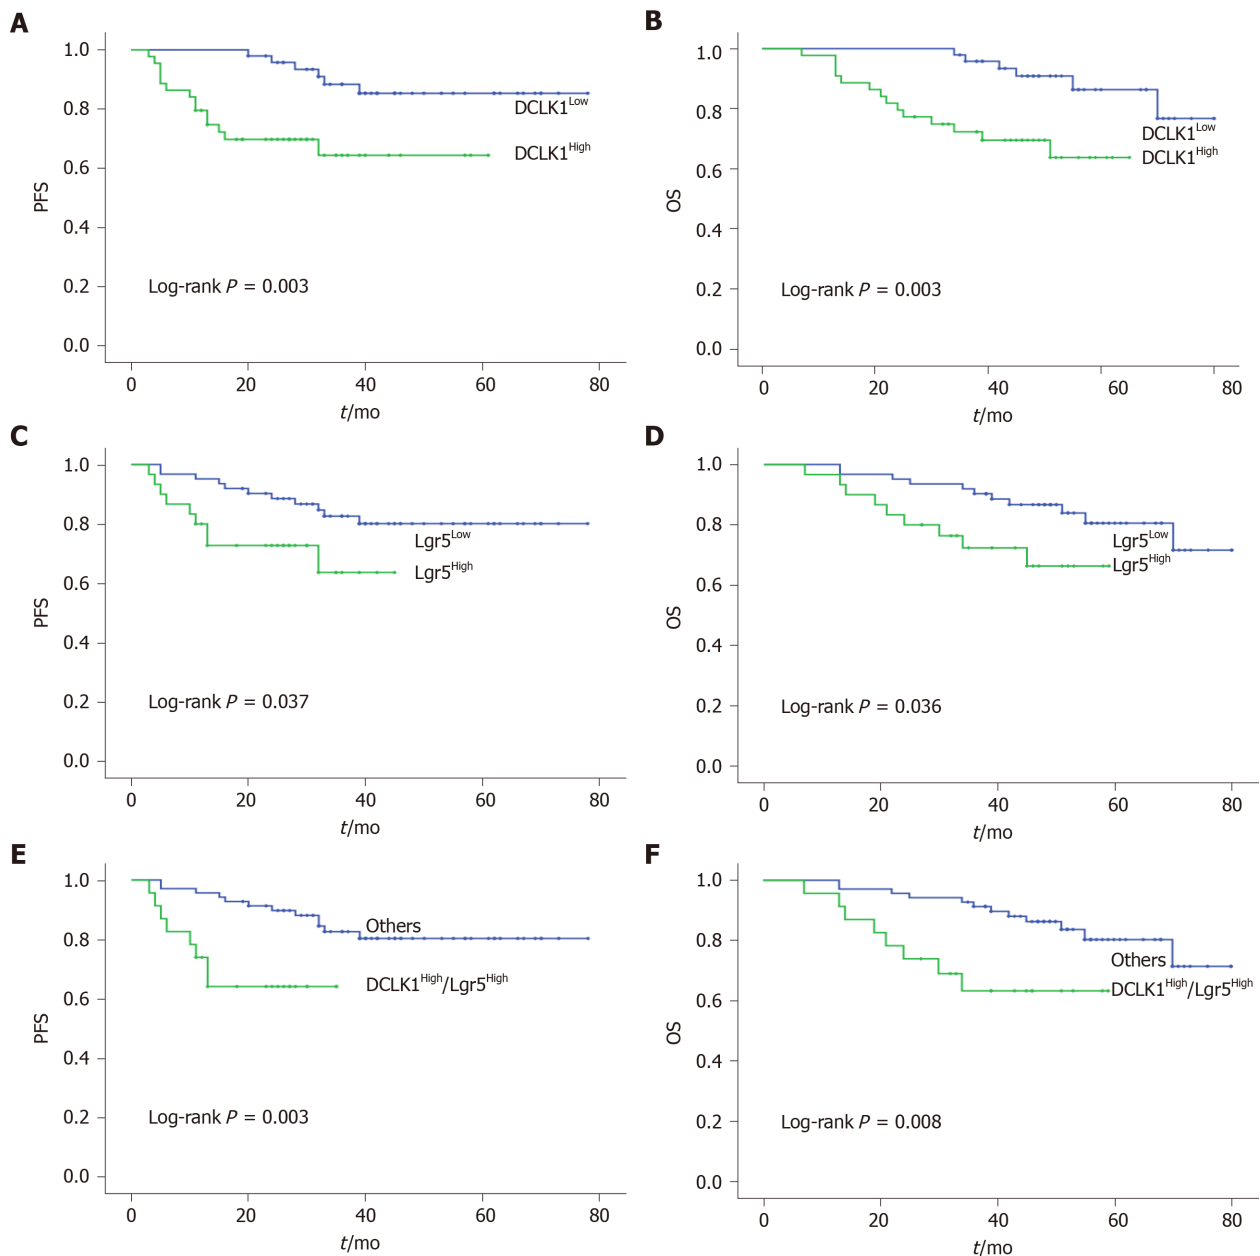 A
1.0
0.8
0.6
0.4
0.2
0.0
PFS
DCLK1Low
DCLK1High
Log-rank P = 0.003
0 20 40 60 80
t/mo
B
1.0
0.8
0.6
0.4
0.2
0.0
OS
DCLK1Low
DCLK1High
Log-rank P = 0.003
0 20 40 60 80
t/mo
C
1.0
0.8
0.6
0.4
0.2
0.0
PFS
Lgr5Low
Lgr5High
Log-rank P = 0.037
0 20 40 60 80
t/mo
D
1.0
0.8
0.6
0.4
0.2
0.0
OS
Lgr5Low
Lgr5High
Log-rank P = 0.036
0 20 40 60 80
t/mo
E
1.0
0.8
0.6
0.4
0.2
0.0
PFS
Others
DCLK1High/Lgr5High
Log-rank P = 0.003
0 20 40 60 80
t/mo
F
1.0
0.8
0.6
0.4
0.2
0.0
OS
Others
DCLK1High/Lgr5High
Log-rank P = 0.008
0 20 40 60 80
t/mo